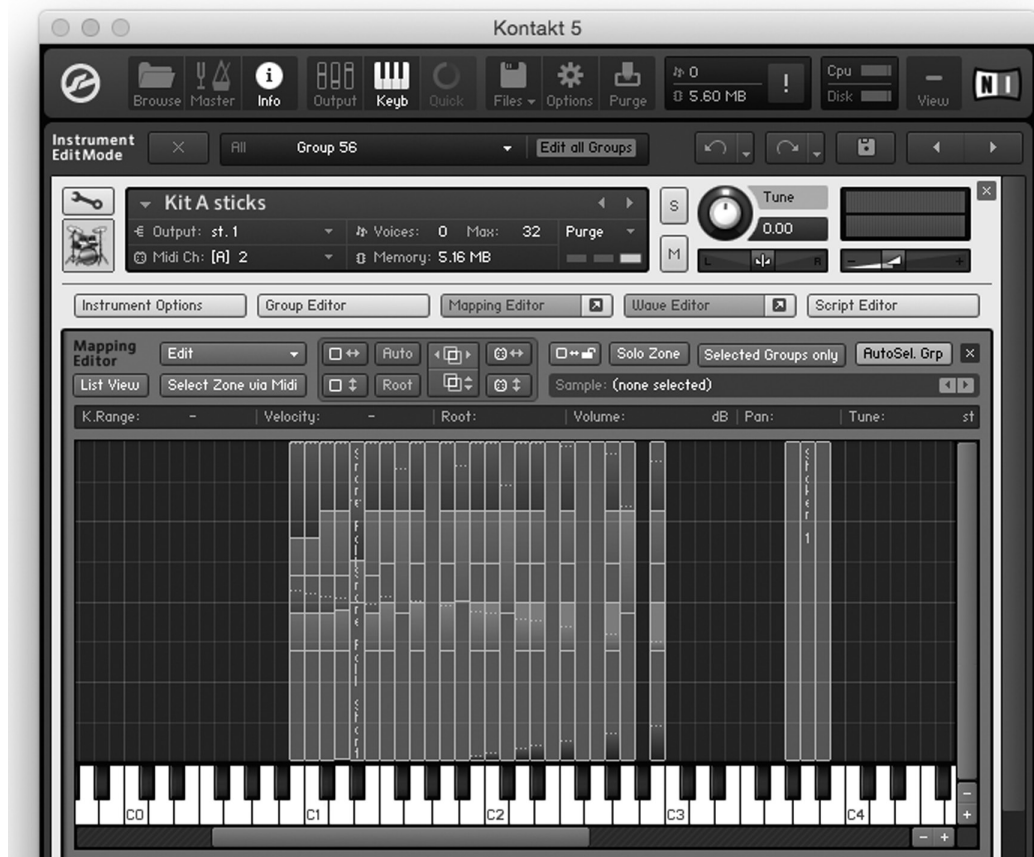 Kontakt 5
Browse Master Info Output Keyb Quick Files Options Purge
0
5.60 MB
!
Cpu
Disk
View
N I
Instrument
EditMode
All Group 56 Edit all Groups
Kit A sticks
Output: st. 1 Voices: 0 Max: 32 Purge
Midi Ch: [A] 2 Memory: 5.16 MB
S
M
Tune
0.00
L R
- +
Instrument Options Group Editor Mapping Editor Wave Editor Script Editor
Mapping
Editor
Edit Auto Solo Zone Selected Groups only AutoSel. Grp
List View Select Zone via Midi Root Sample: (none selected)
K.Range: - Velocity: - Root: Volume: dB Pan: Tune: st
Shaker 1
C0 C1 C2 C3 C4